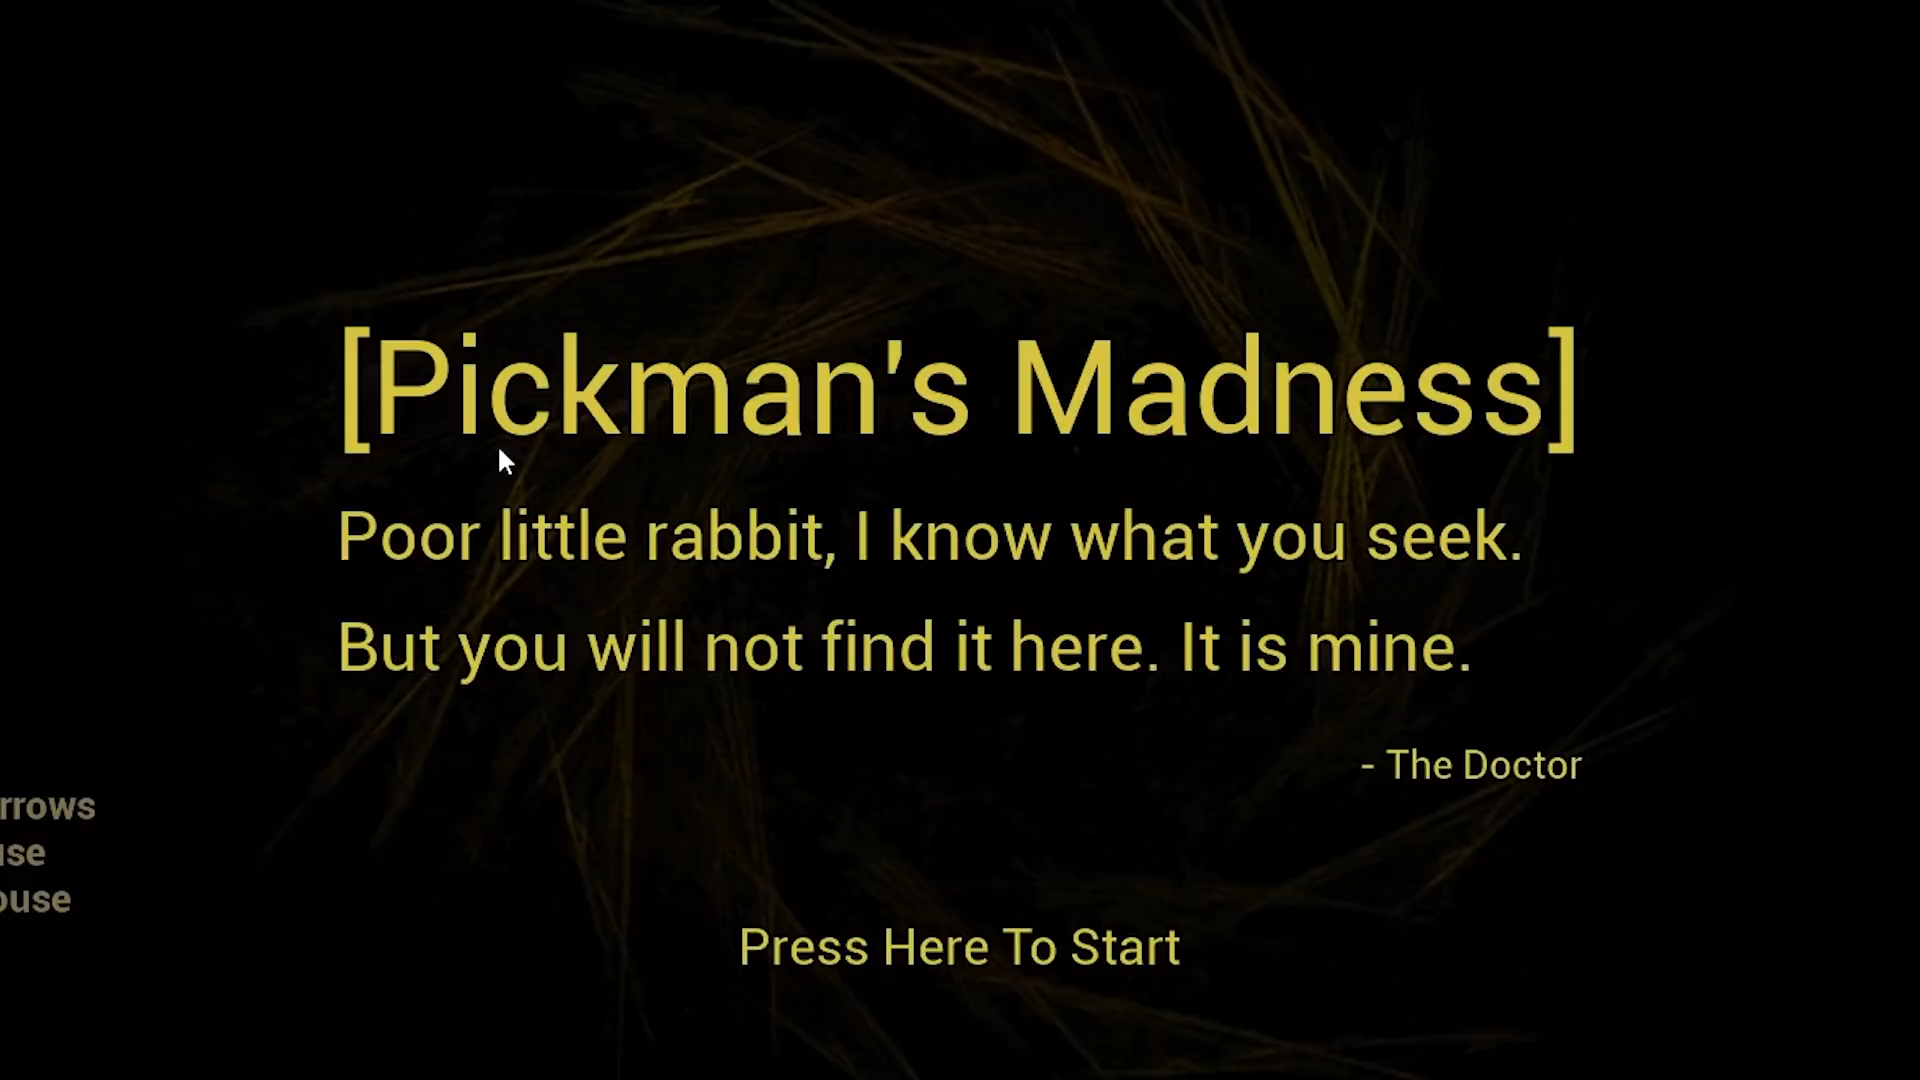 [Pickman's Madness]
Poor little rabbit, I know what you seek.
But you will not find it here. It is mine.
- The Doctor
rrows
use
ouse
Press Here To Start